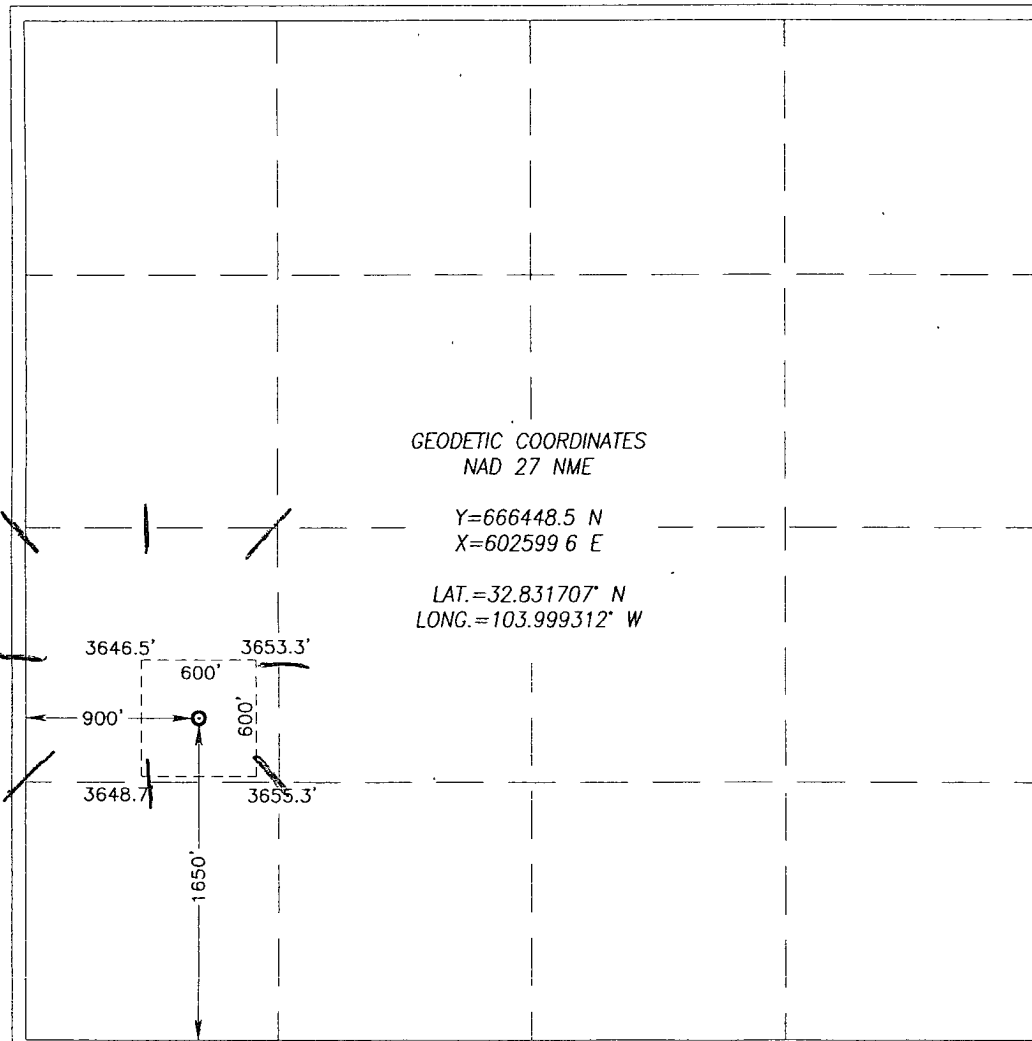 GEODETIC COORDINATES
NAD 27 NME
Y=666448.5 N
X=602599 6 E
LAT.=32.831707° N
LONG.=103.999312° W
3646.5' 3653.3'
600'
600'
900'
3648.7 3655.3'
1650'